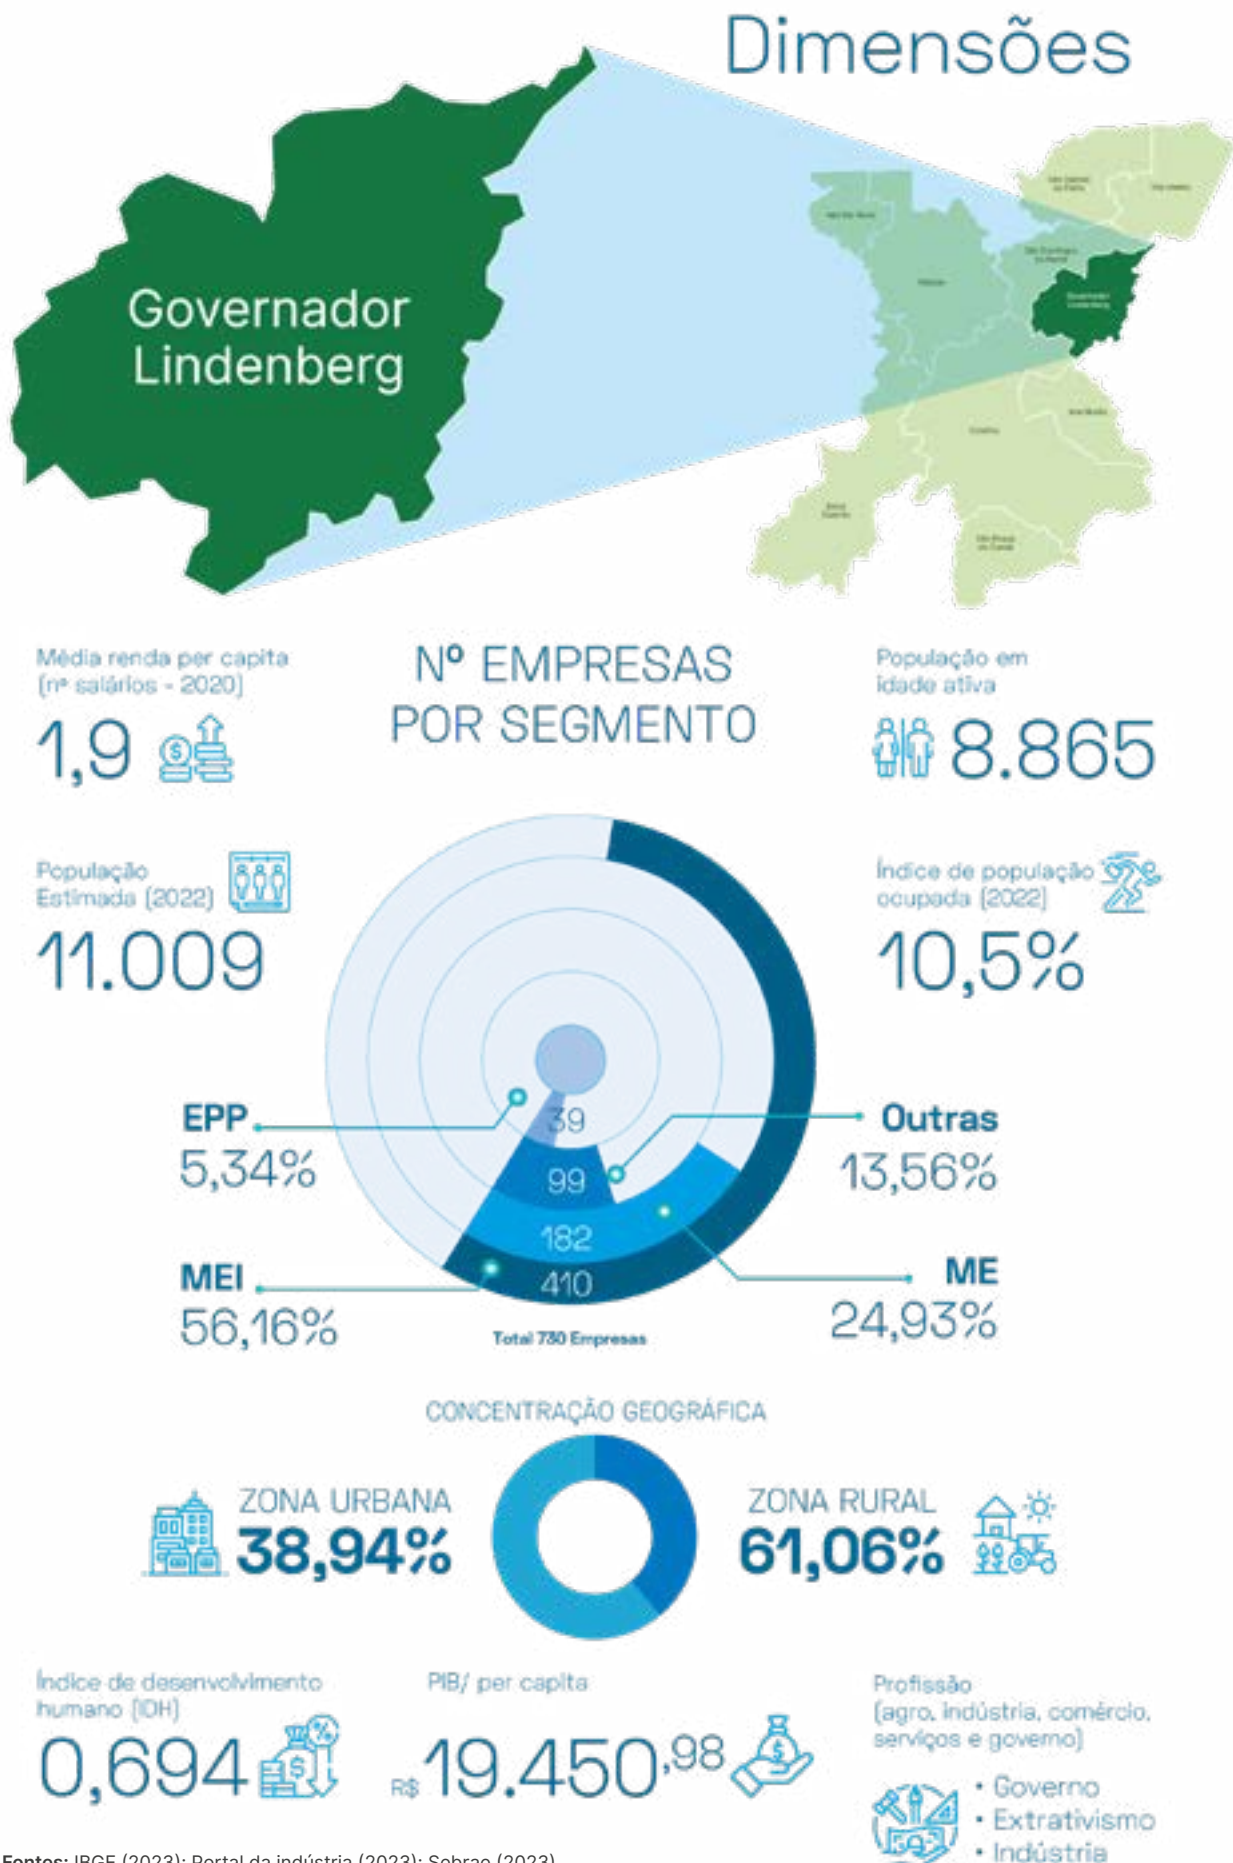 Dimensões
Governador
Lindenberg
Pancas
Governador
Lindenberg
Colatina
Média renda per capita
(nº salários - 2020)
1,9
Nº EMPRESAS
POR SEGMENTO
População em
idade ativa
8.865
População
Estimada (2022)
11.009
Índice de população
ocupada (2022)
10,5%
EPP
5,34%
39
Outras
13,56%
99
182
410
MEI
56,16%
ME
24,93%
Total 730 Empresas
CONCENTRAÇÃO GEOGRÁFICA
ZONA URBANA
38,94%
ZONA RURAL
61,06%
Índice de desenvolvimento
humano (IDH)
0,694
PIB/ per capita
R$ 19.450,98
Profissão
(agro, indústria, comércio,
serviços e governo)
• Governo
• Extrativismo
• Indústria
Fontes: IBGE (2023); Portal da indústria (2023); Sebrae (2023)